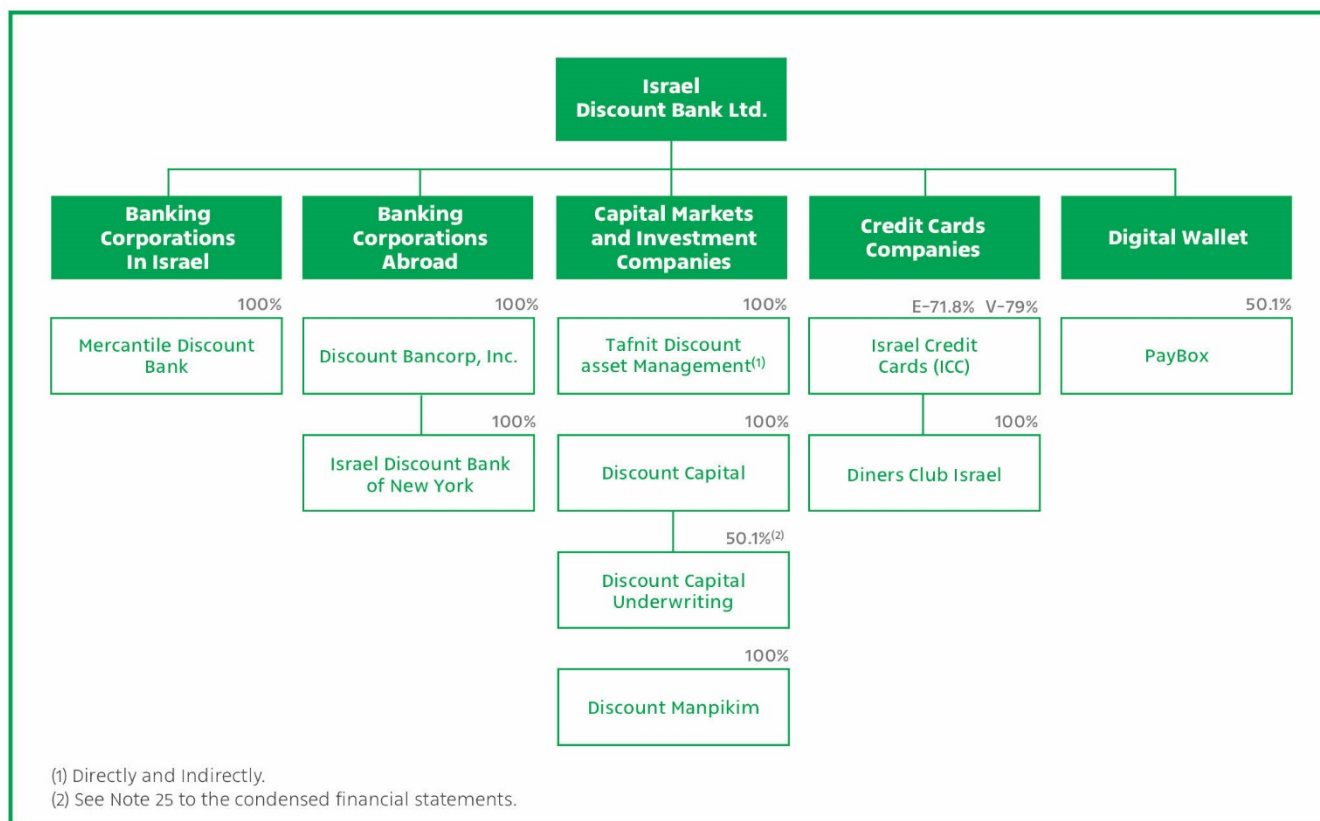 Israel
Discount Bank Ltd.
Banking
Corporations
In Israel
Banking
Corporations
Abroad
Capital Markets
and Investment
Companies
Credit Cards
Companies
Digital Wallet
100%
100%
100%
E-71.8% V-79%
50.1%
Mercantile Discount
Bank
Discount Bancorp, Inc.
Tafnit Discount
asset Management(1)
Israel Credit
Cards (ICC)
PayBox
100%
100%
100%
Israel Discount Bank
of New York
Discount Capital
Diners Club Israel
50.1%(2)
Discount Capital
Underwriting
100%
Discount Manpikim
(1) Directly and Indirectly.
(2) See Note 25 to the condensed financial statements.